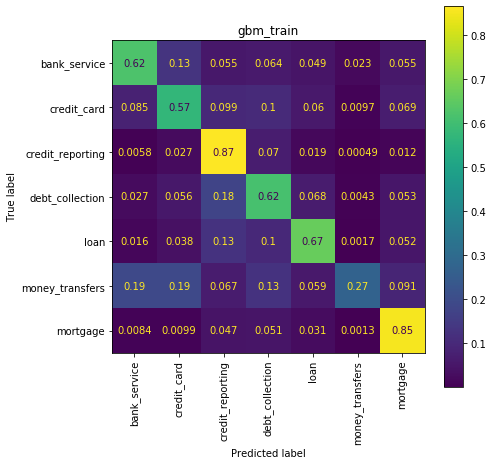 gbm_train
bank_service 0.62 0.13 0.055 0.064 0.049 0.023 0.055
credit_card 0.085 0.57 0.099 0.1 0.06 0.0097 0.069
credit_reporting 0.0058 0.027 0.87 0.07 0.019 0.00049 0.012
debt_collection 0.027 0.056 0.18 0.62 0.068 0.0043 0.053
loan 0.016 0.038 0.13 0.1 0.67 0.0017 0.052
money_transfers 0.19 0.19 0.067 0.13 0.059 0.27 0.091
mortgage 0.0084 0.0099 0.047 0.051 0.031 0.0013 0.85
True label
bank_service
credit_card
credit_reporting
debt_collection
loan
money_transfers
mortgage
Predicted label
0.8
0.7
0.6
0.5
0.4
0.3
0.2
0.1